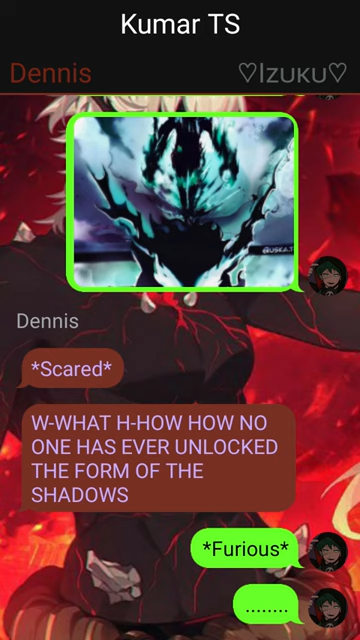 Kumar TS
Dennis
♡Izuku♡
@USKA.T
Dennis
*Scared*
W-WHAT H-HOW HOW NO
ONE HAS EVER UNLOCKED
THE FORM OF THE
SHADOWS
*Furious*
........